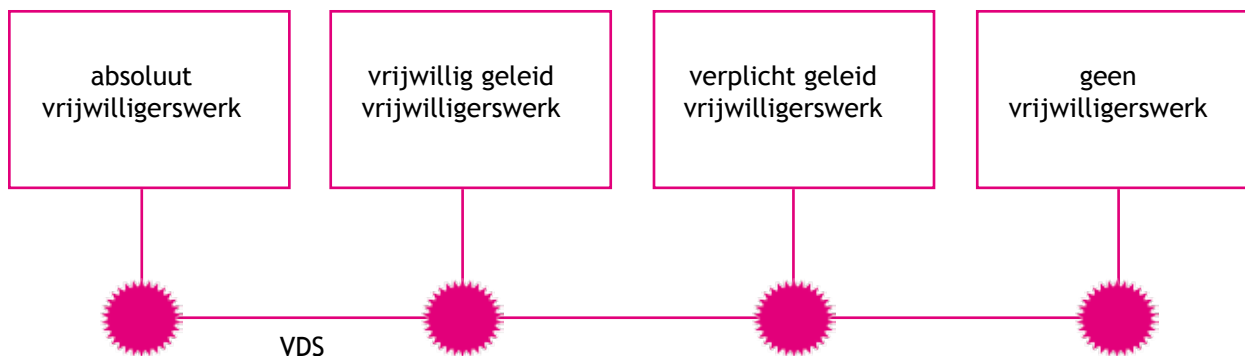 absoluut
vrijwilligerswerk
vrijwillig geleid
vrijwilligerswerk
verplicht geleid
vrijwilligerswerk
geen
vrijwilligerswerk
VDS